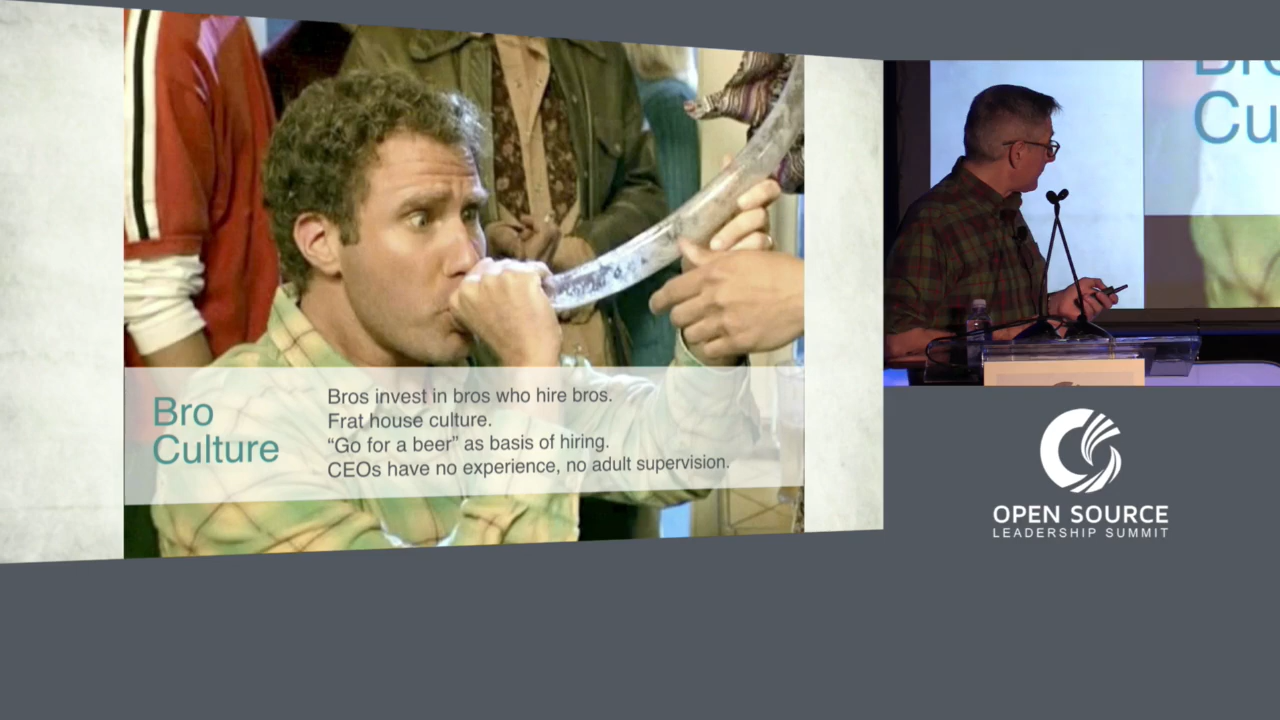 Bro
Culture
Bros invest in bros who hire bros.
Frat house culture.
“Go for a beer” as basis of hiring.
CEOs have no experience, no adult supervision.
Cu
OPEN SOURCE
LEADERSHIP SUMMIT